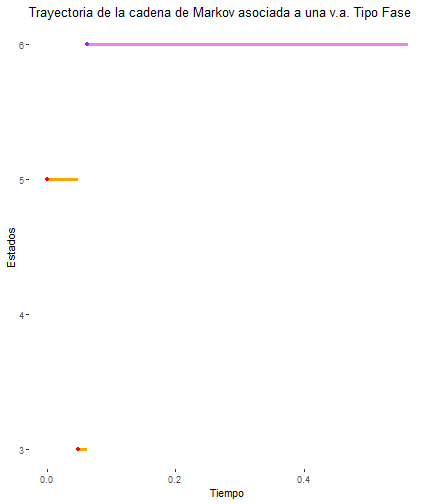 Trayectoria de la cadena de Markov asociada a una v.a. Tipo Fase
6
5
4
3
Estados
0.0 0.2 0.4
Tiempo